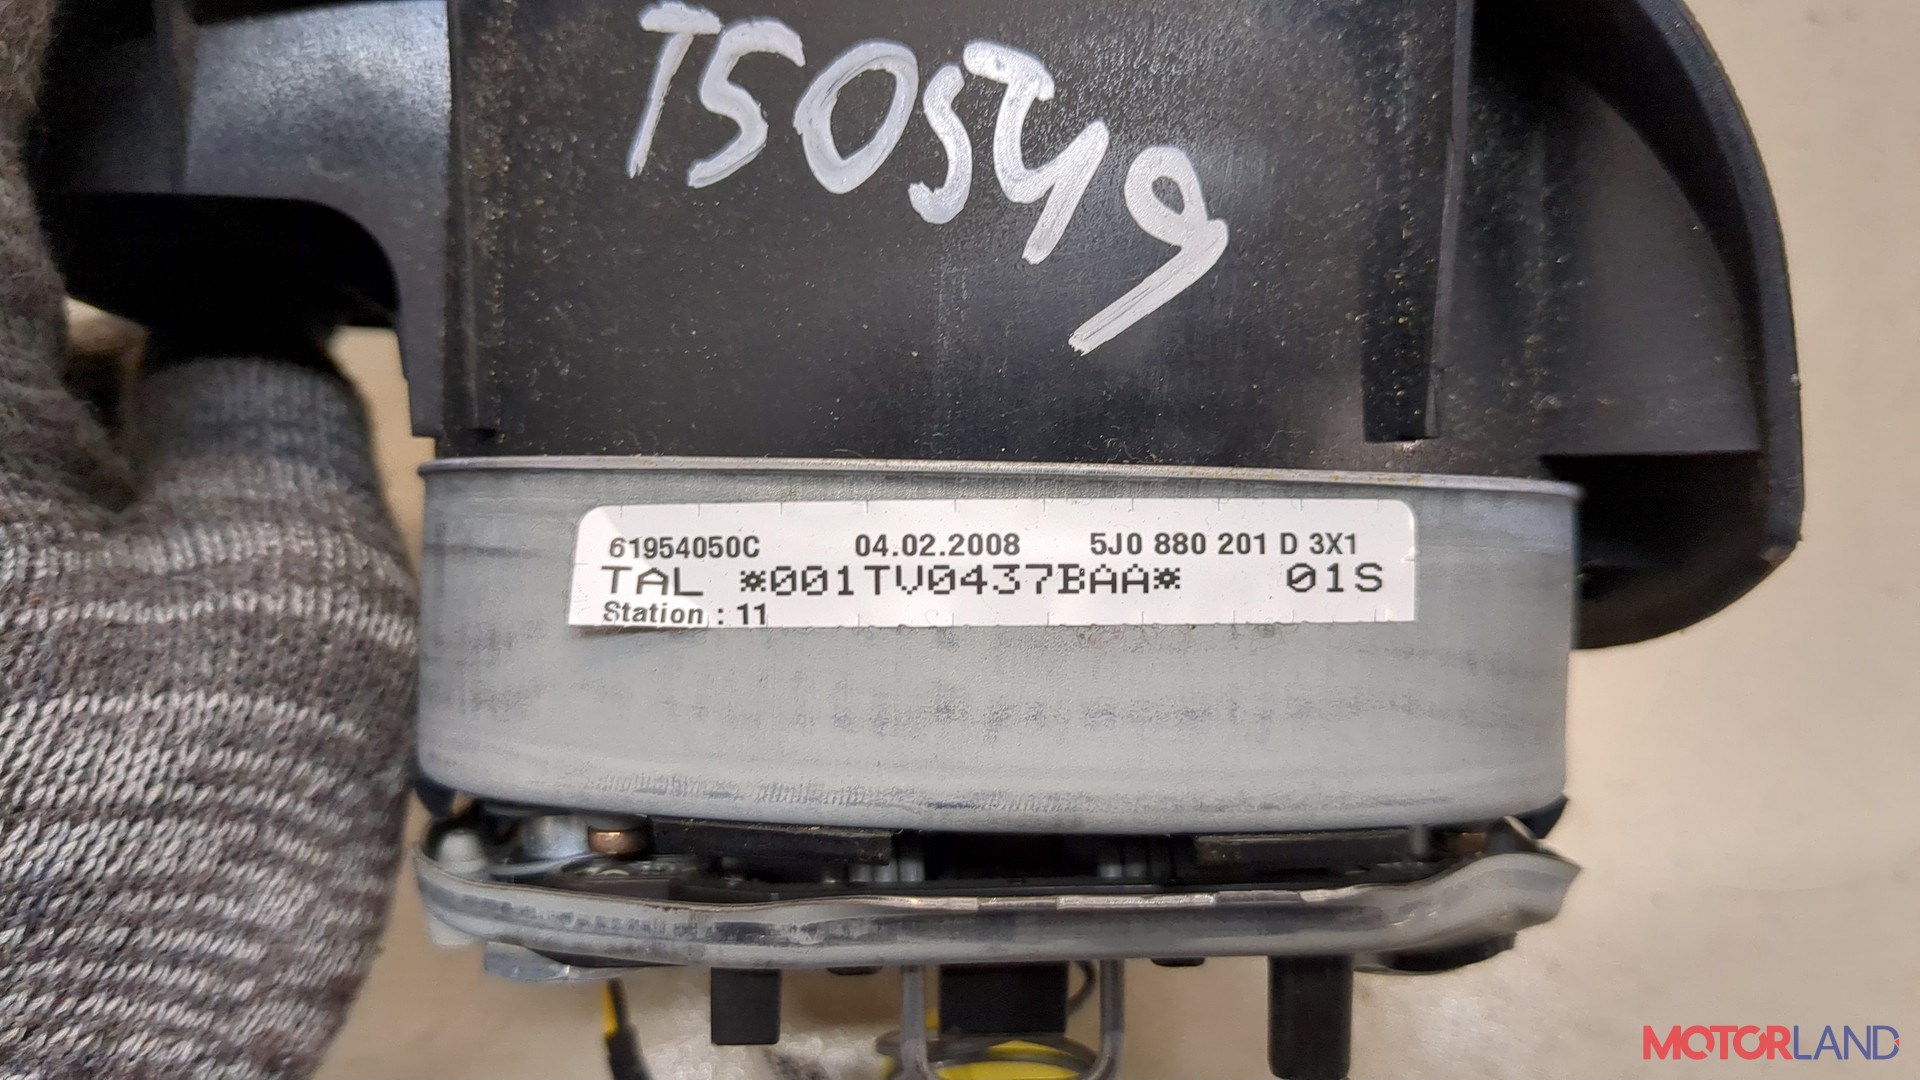 T50549
61954050C 04.02.2008 5J0 880 201 D 3X1
TAL *001TV0437BAA* 01S
Station : 11
MOTORLAND